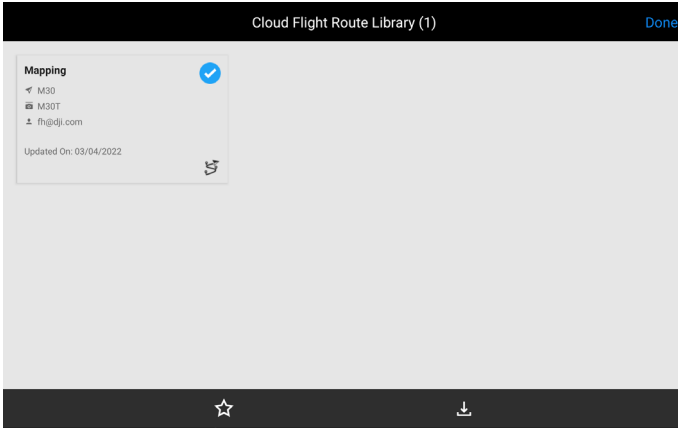 Cloud Flight Route Library (1)
Done
Mapping
M30
M30T
fh@dji.com
Updated On: 03/04/2022